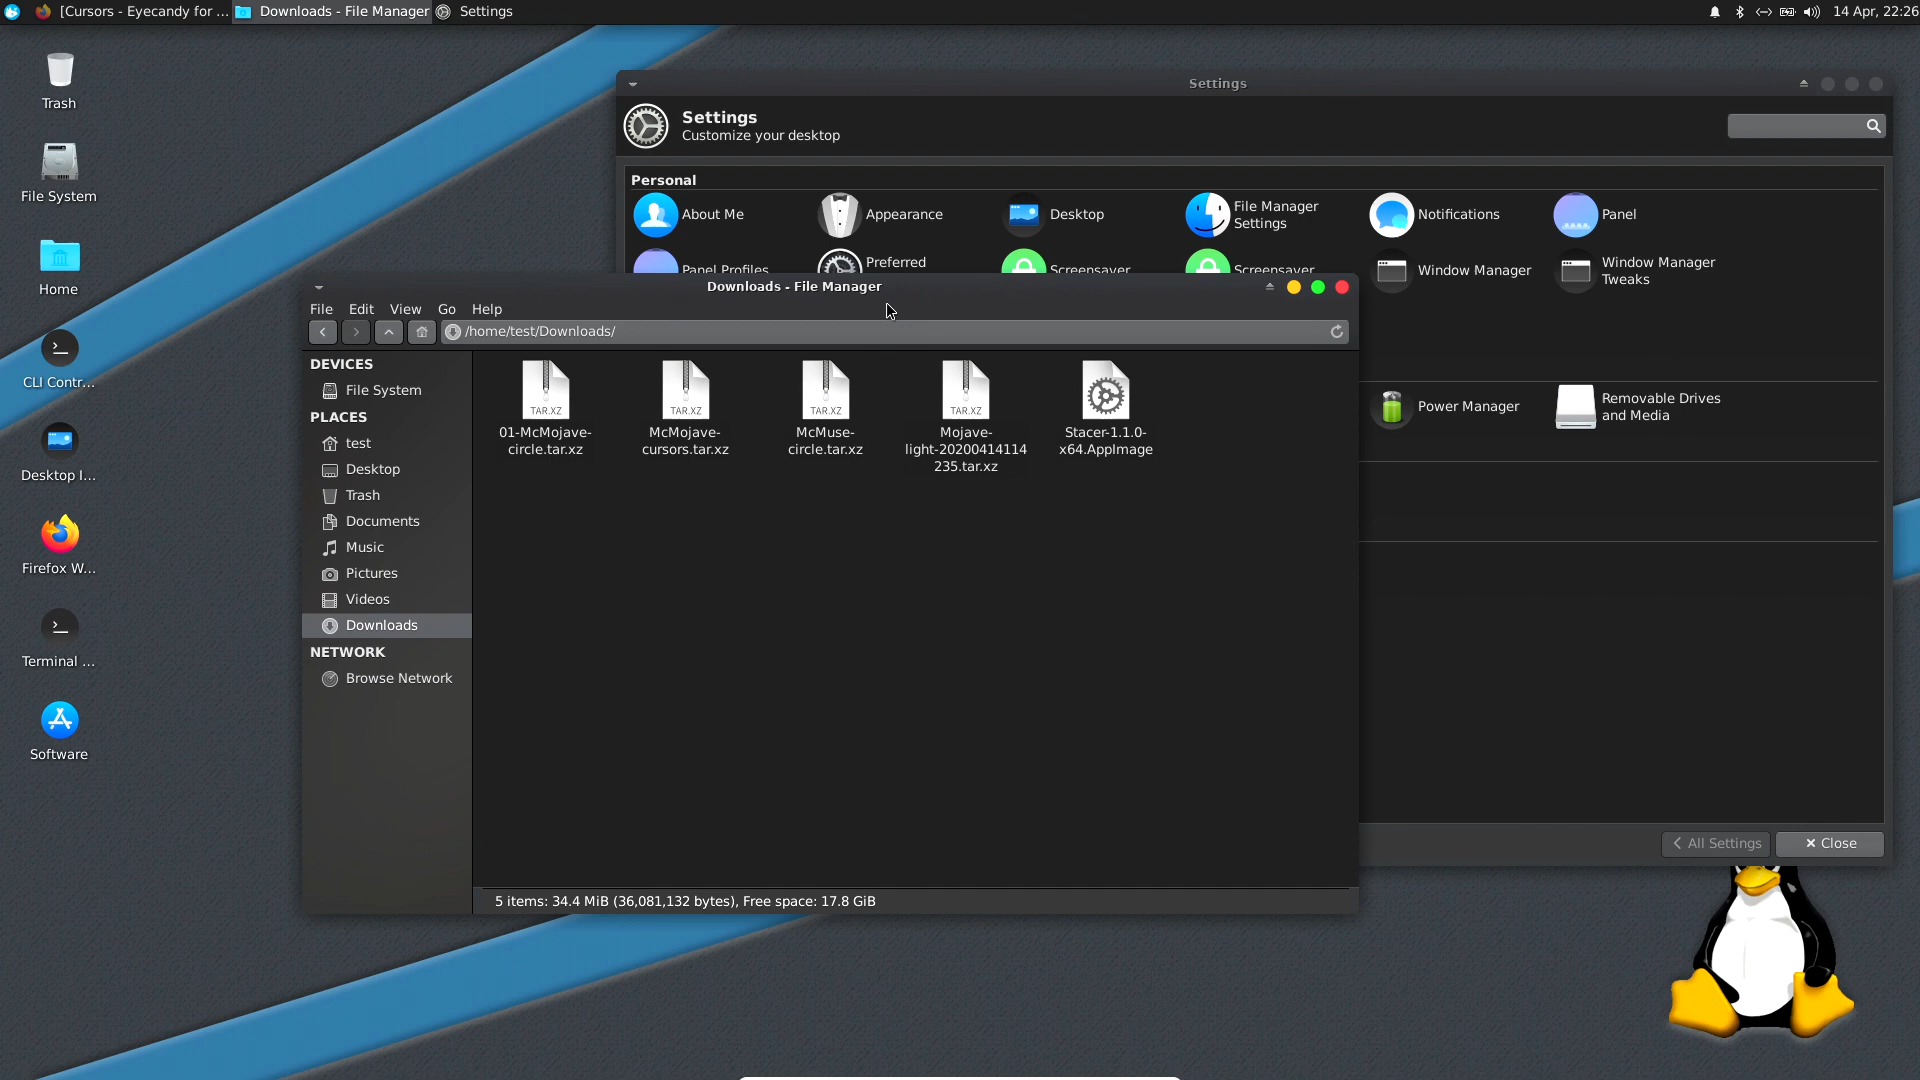 [Cursors - Eyecandy for ...
Downloads - File Manager
Settings
14 Apr, 22:26
Trash
File System
Home
CLI Contr...
Desktop I...
Firefox W...
Terminal ...
Software
Settings
Settings
Customize your desktop
Personal
About Me
Appearance
Desktop
File Manager
Settings
Notifications
Panel
Panel Profiles
Preferred
Screensaver
Screensaver
Window Manager
Window Manager
Tweaks
Power Manager
Removable Drives
and Media
All Settings
Close
Downloads - File Manager
File Edit View Go Help
/home/test/Downloads/
DEVICES
File System
PLACES
test
Desktop
Trash
Documents
Music
Pictures
Videos
Downloads
NETWORK
Browse Network
TAR.XZ
01-McMojave-
circle.tar.xz
TAR.XZ
McMojave-
cursors.tar.xz
TAR.XZ
McMuse-
circle.tar.xz
TAR.XZ
Mojave-
light-20200414114
235.tar.xz
Stacer-1.1.0-
x64.AppImage
5 items: 34.4 MiB (36,081,132 bytes), Free space: 17.8 GiB